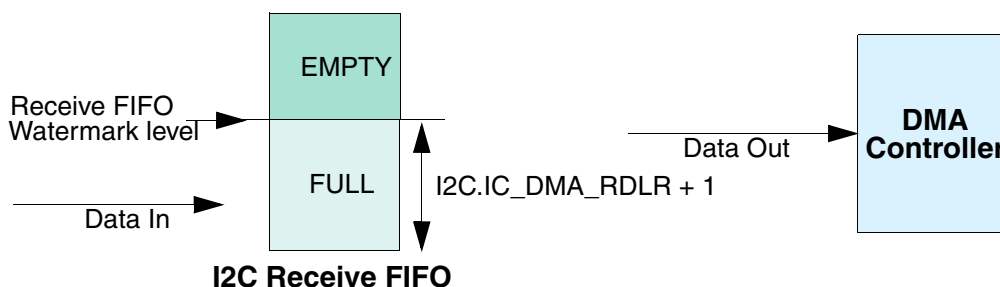 EMPTY
Receive FIFO
Watermark level
DMA
Controller
Data Out
FULL
I2C.IC_DMA_RDLR + 1
Data In
I2C Receive FIFO